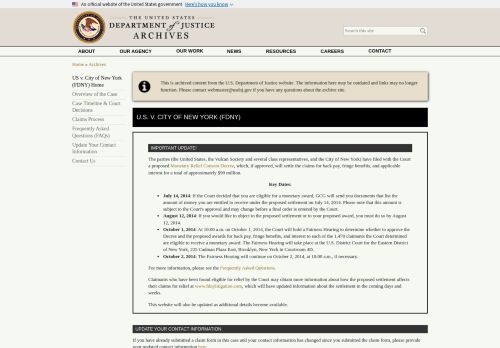 An official website of the United States government Here's how you know
THE UNITED STATES
DEPARTMENT of JUSTICE
ARCHIVES
Search this site
ABOUT
OUR AGENCY
OUR WORK
NEWS
RESOURCES
CAREERS
CONTACT
Home » Archives
US v. City of New York
(FDNY) Home
Overview of the Case
Case Timeline & Court
Decisions
Claims Process
Frequently Asked
Questions (FAQs)
Update Your Contact
Information
Contact Us
This is archived content from the U.S. Department of Justice website. The information here may be outdated and links may no longer
function. Please contact webmaster@usdoj.gov if you have any questions about the archive site.
U.S. V. CITY OF NEW YORK (FDNY)
IMPORTANT UPDATE!
The parties (the United States, the Vulcan Society and several class representatives, and the City of New York) have filed with the Court
a proposed Monetary Relief Consent Decree, which, if approved, will settle the claims for back pay, fringe benefits, and applicable
interest for a total of approximately $99 million.
Key Dates:
• July 14, 2014: If the Court decided that you are eligible for a monetary award, GCG will send you documents that list the
amount of money you are entitled to receive under the proposed settlement on July 14, 2014. Please note that this amount is
subject to the Court's approval and may change before a final order is entered by the Court.
• August 12, 2014: If you would like to object to the proposed settlement or to your proposed award, you must do so by August
12, 2014.
• October 1, 2014: At 10:00 a.m. on October 1, 2014, the Court will hold a Fairness Hearing to determine whether to approve the
Decree and the proposed awards for back pay, fringe benefits, and interest to each of the 1,470 claimants the Court determined
are eligible to receive a monetary award. The Fairness Hearing will take place at the U.S. District Court for the Eastern District
of New York, 225 Cadman Plaza East, Brooklyn, New York in Courtroom 4D.
• October 2, 2014: The Fairness Hearing will continue on October 2, 2014, at 10:00 a.m., if necessary.
For more information, please see the Frequently Asked Questions.
Claimants who have been found eligible for relief by the Court may obtain more information about how the proposed settlement affects
their claims for relief at www.fdnylitigation.com, which will have updated information about the settlement in the coming days and
weeks.
This website will also be updated as additional details become available.
UPDATE YOUR CONTACT INFORMATION
If you have already submitted a claim form in this case and your contact information has changed since you submitted the claim form, please provide
your updated contact information here.